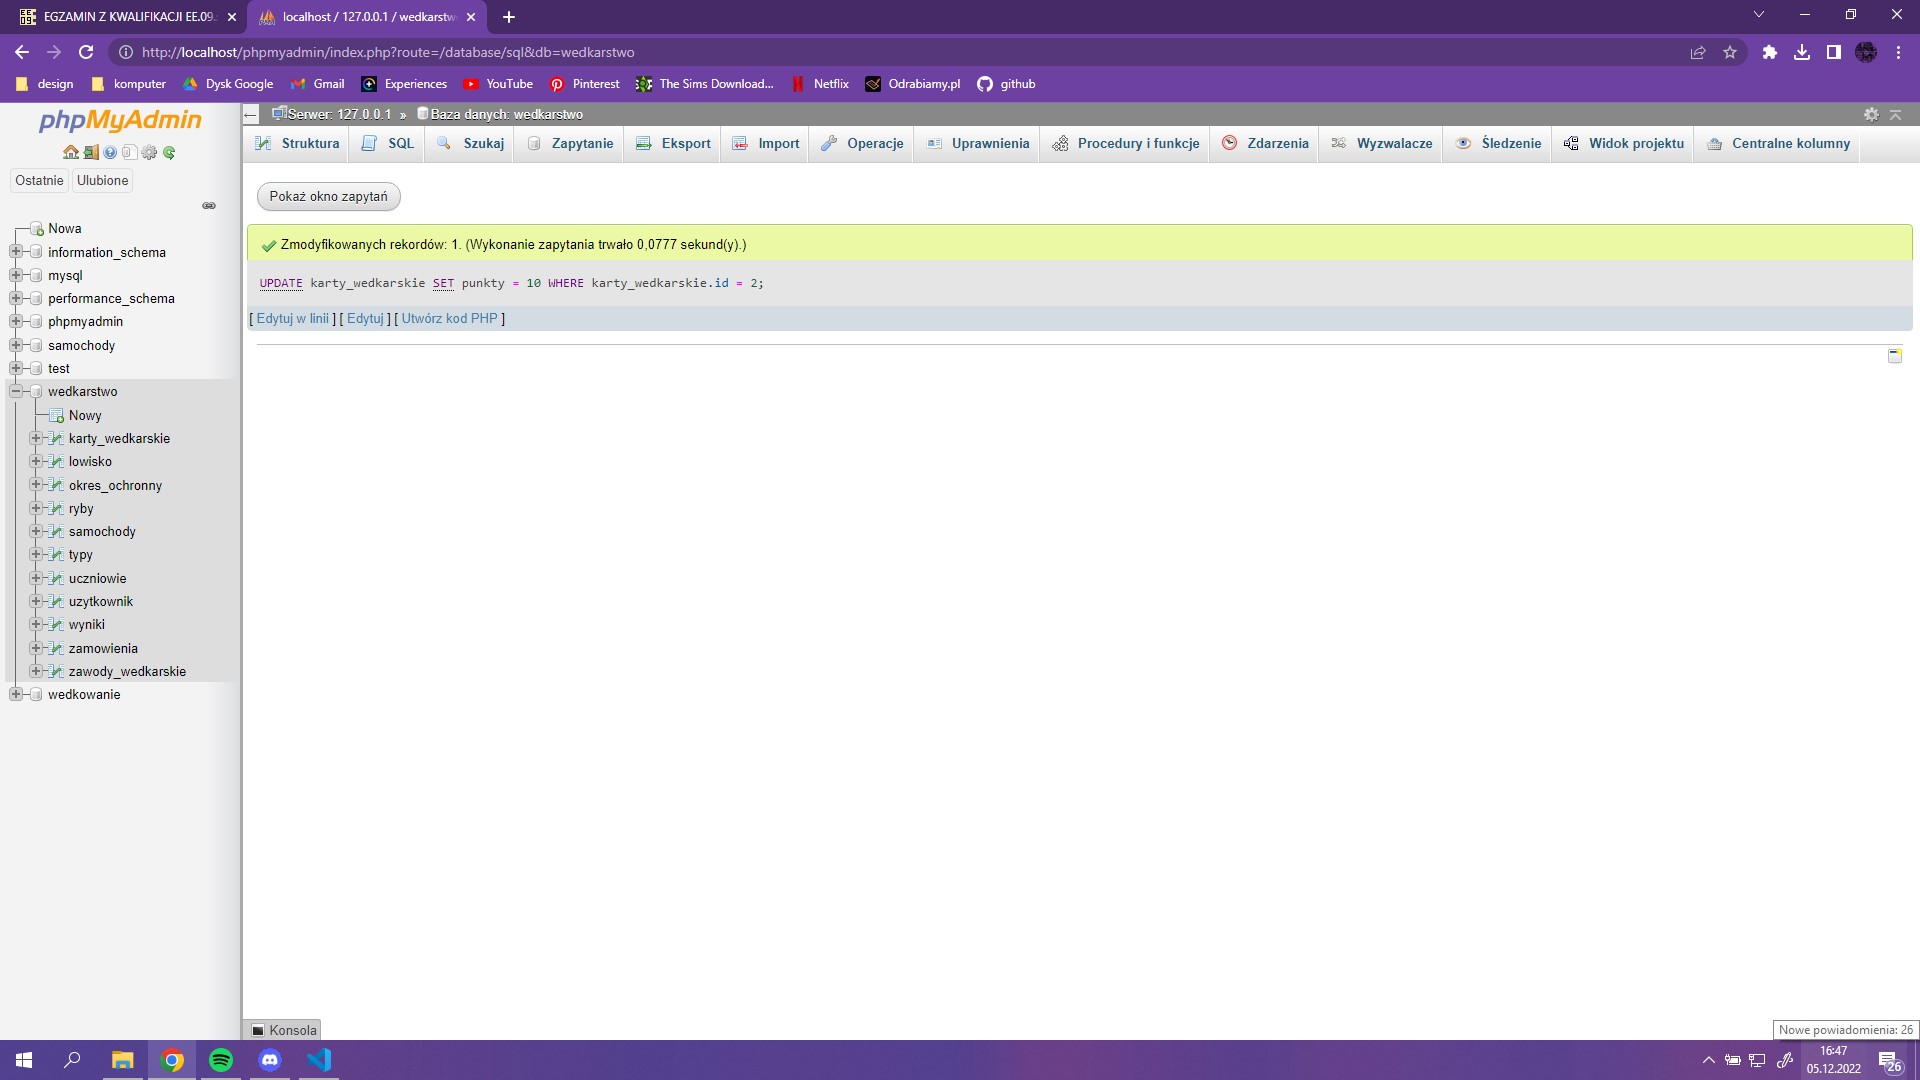 EGZAMIN Z KWALIFIKACJI EE.09.
localhost / 127.0.0.1 / wedkarstw
http://localhost/phpmyadmin/index.php?route=/database/sql&db=wedkarstwo
design
komputer
Dysk Google
Gmail
Experiences
YouTube
Pinterest
The Sims Download...
Netflix
Odrabiamy.pl
github
phpMyAdmin
Ostatnie
Ulubione
Nowa
information_schema
mysql
performance_schema
phpmyadmin
samochody
test
wedkarstwo
Nowy
karty_wedkarskie
lowisko
okres_ochronny
ryby
samochody
typy
uczniowie
uzytkownik
wyniki
zamowienia
zawody_wedkarskie
wedkowanie
Serwer: 127.0.0.1 » Baza danych: wedkarstwo
Struktura
SQL
Szukaj
Zapytanie
Eksport
Import
Operacje
Uprawnienia
Procedury i funkcje
Zdarzenia
Wyzwalacze
Śledzenie
Widok projektu
Centralne kolumny
Pokaż okno zapytań
Zmodyfikowanych rekordów: 1. (Wykonanie zapytania trwało 0,0777 sekund(y).)
UPDATE karty_wedkarskie SET punkty = 10 WHERE karty_wedkarskie.id = 2;
[ Edytuj w linii ] [ Edytuj ] [ Utwórz kod PHP ]
Konsola
Nowe powiadomienia: 26
16:47
05.12.2022
26